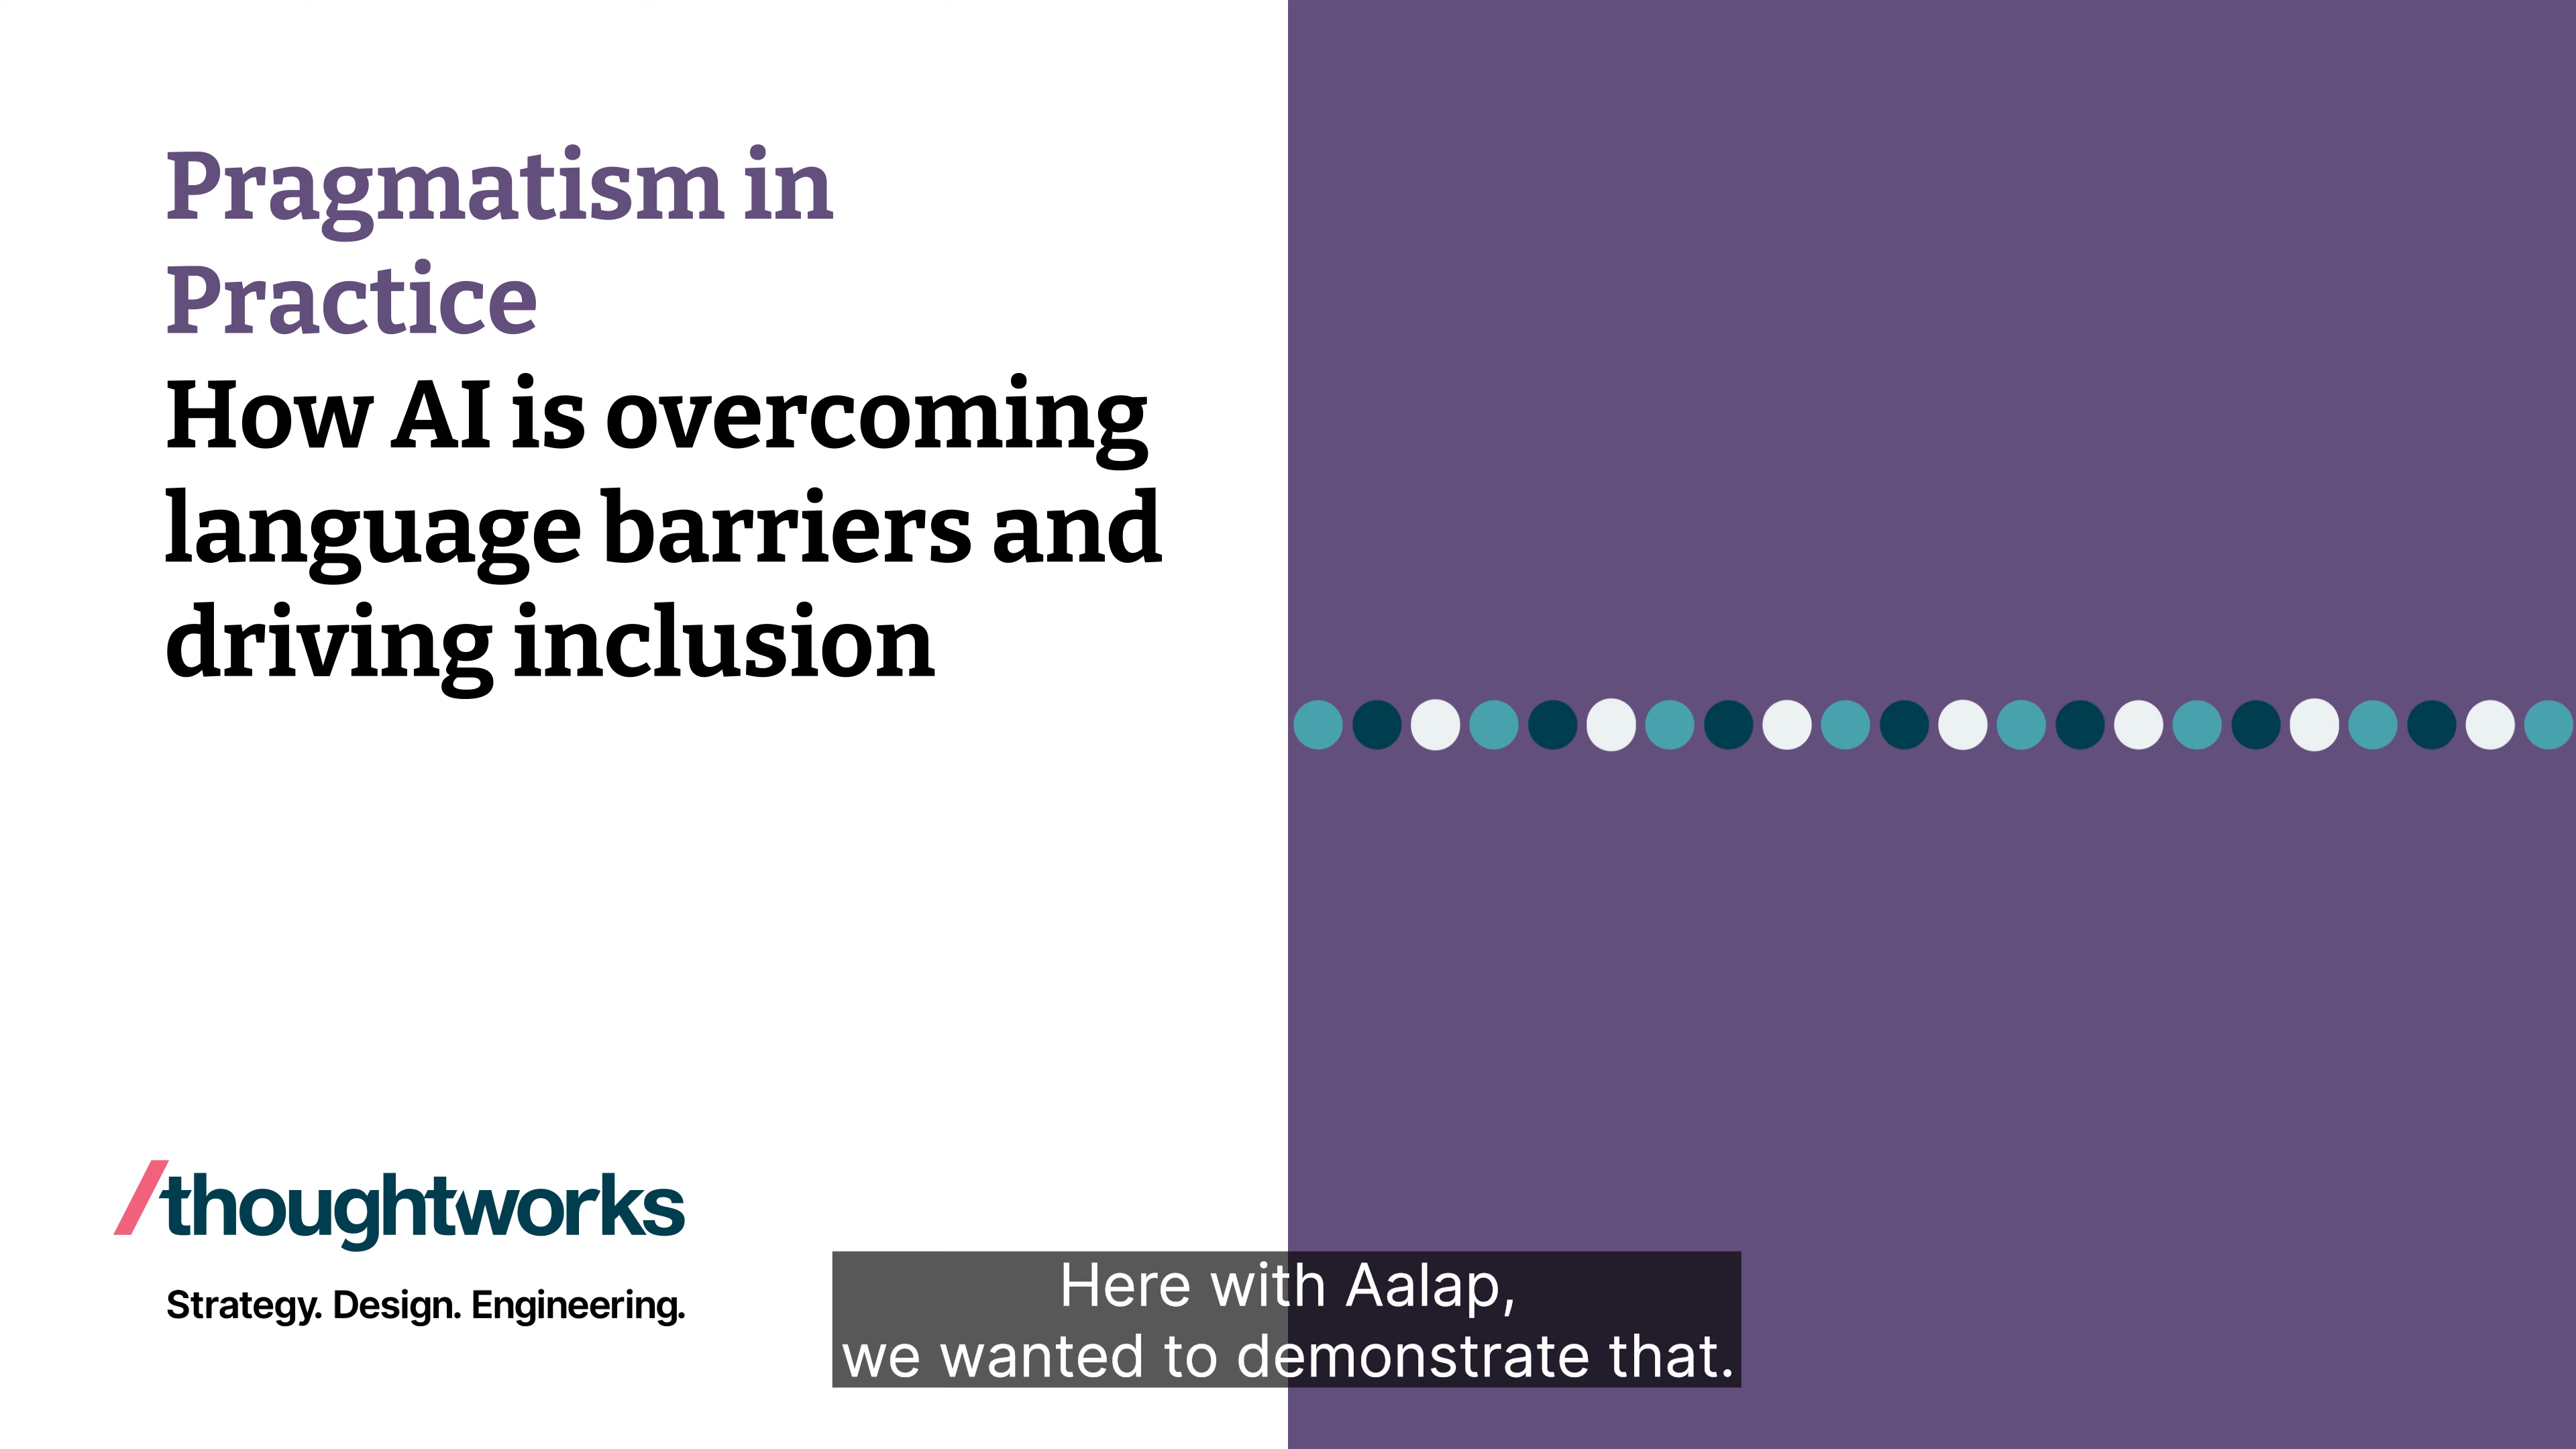 Pragmatism in
Practice
How AI is overcoming
language barriers and
driving inclusion
/thoughtworks
Strategy. Design. Engineering.
Here with Aalap,
we wanted to demonstrate that.